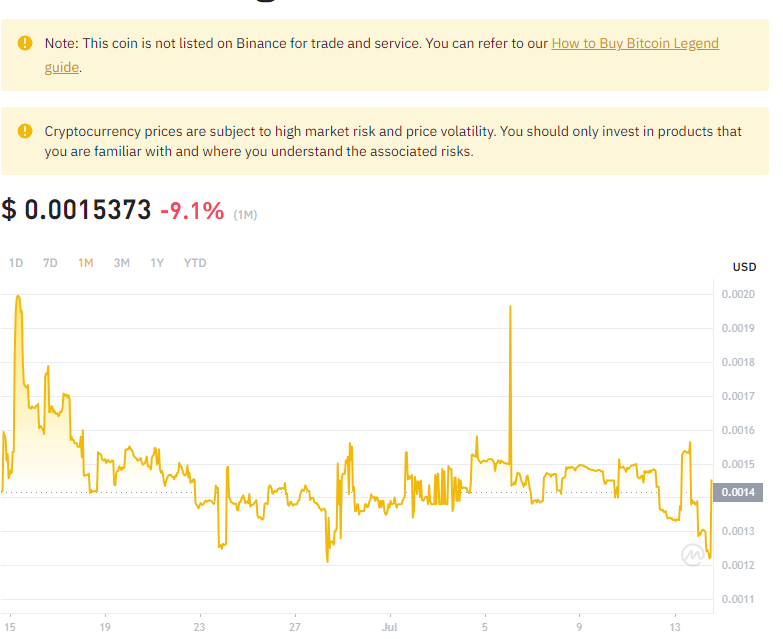 Note: This coin is not listed on Binance for trade and service. You can refer to our How to Buy Bitcoin Legend
guide.
Cryptocurrency prices are subject to high market risk and price volatility. You should only invest in products that
you are familiar with and where you understand the associated risks.
$ 0.0015373 -9.1% (1M)
1D 7D 1M 3M 1Y YTD
USD
0.0020
0.0019
0.0018
0.0017
0.0016
0.0015
0.0014
0.0013
0.0012
0.0011
15 19 23 27 Jul 5 9 13